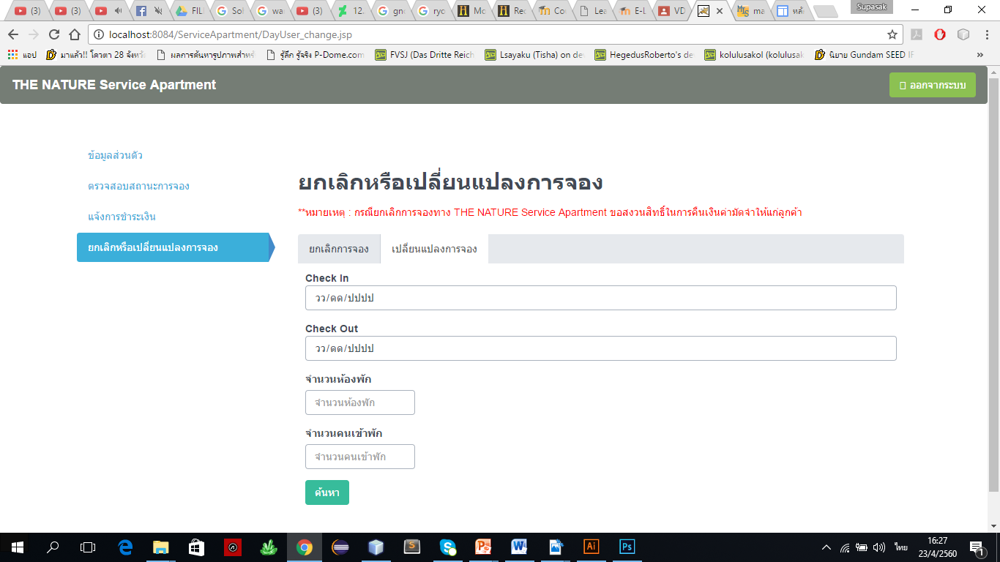 (3)
(3)
(3)
FIL
Sol
wa
(3)
12.
gno
ryo
Mo
Rec
Co
Lea
E-L
VD
ma
หลั
Supasak
localhost:8084/ServiceApartment/DayUser_change.jsp
แอป
มาแล้ว!! โควตา 28 จังหวั
ผลการค้นหารูปภาพสำหรั
รู้ลึก รู้จริง P-Dome.com
FVSJ (Das Dritte Reich
Lsayaku (Tisha) on de
HegedusRoberto's de
kolulusakol (kolulusak
นิยาย Gundam SEED
»
THE NATURE Service Apartment
ออกจากระบบ
ข้อมูลส่วนตัว
ตรวจสอบสถานะการจอง
แจ้งการชำระเงิน
ยกเลิกหรือเปลี่ยนแปลงการจอง
ยกเลิกหรือเปลี่ยนแปลงการจอง
**หมายเหตุ : กรณียกเลิกการจองทาง THE NATURE Service Apartment ขอสงวนสิทธิ์ในการคืนเงินค่ามัดจำให้แก่ลูกค้า
ยกเลิกการจอง
เปลี่ยนแปลงการจอง
Check In
วว/ดด/ปปปป
Check Out
วว/ดด/ปปปป
จำนวนห้องพัก
จำนวนห้องพัก
จำนวนคนเข้าพัก
จำนวนคนเข้าพัก
ค้นหา
ไทย
16:27
23/4/2560
1